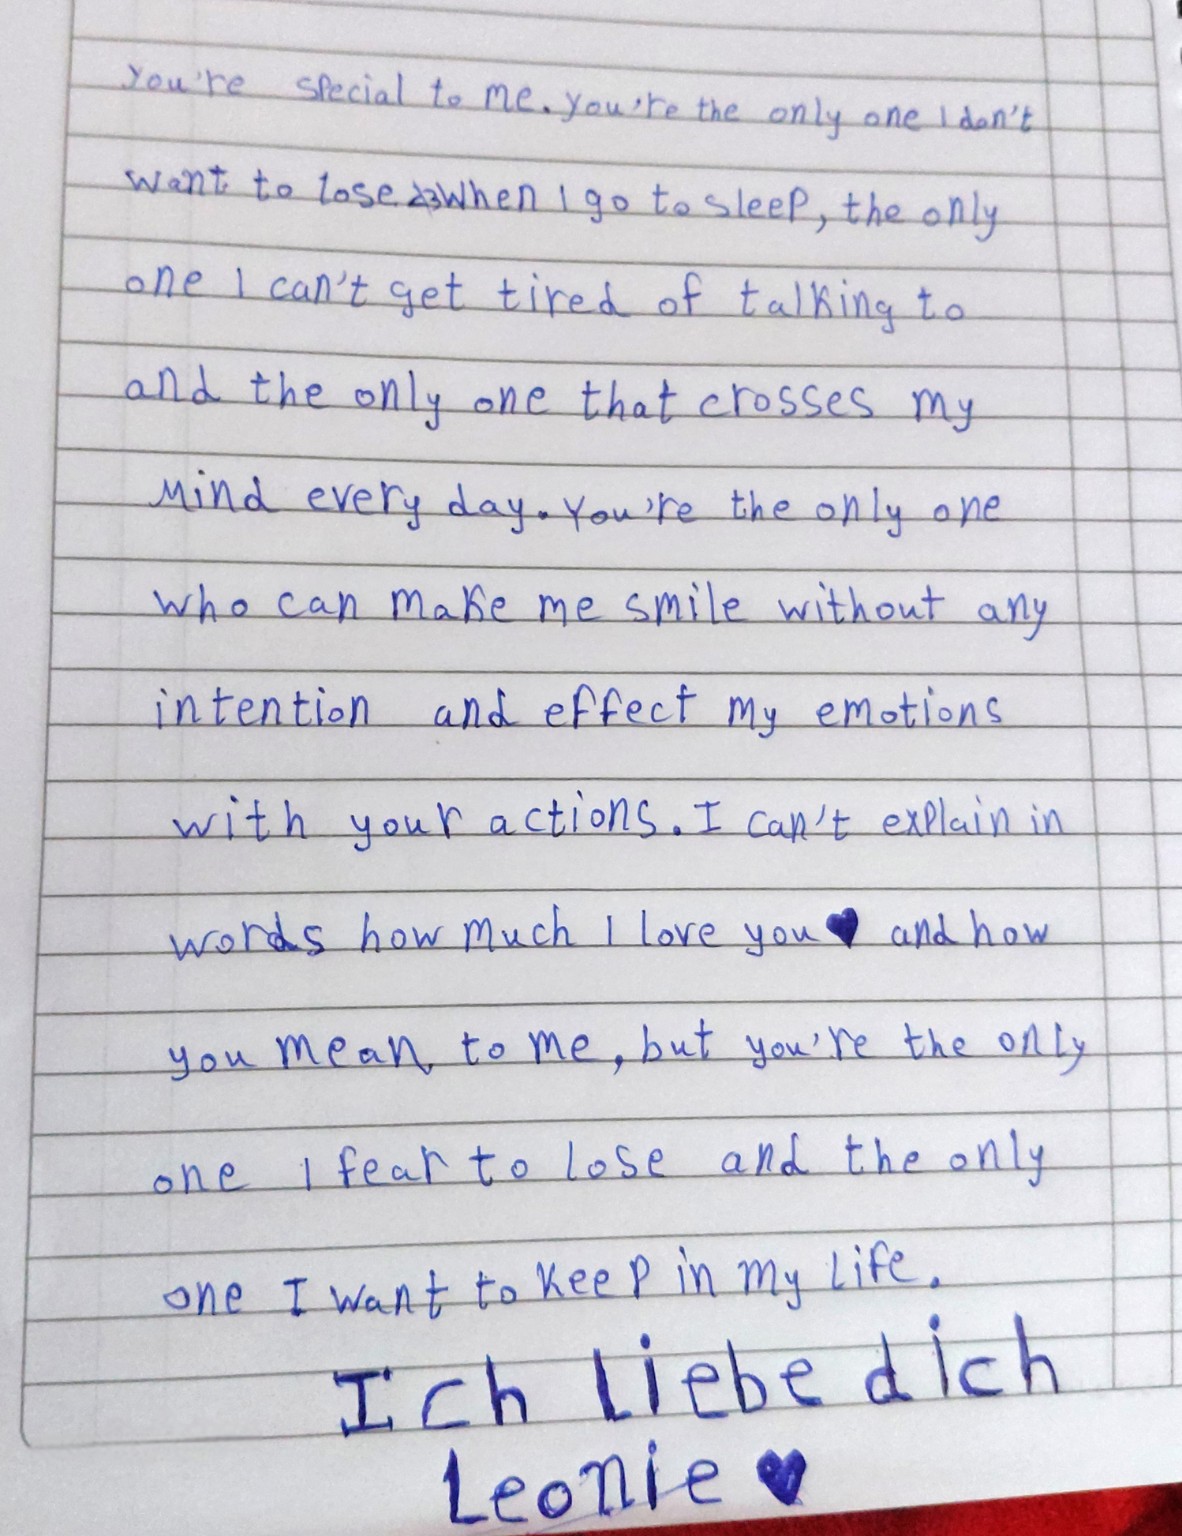 you're special to me. you're the only one I don't
want to lose when I go to sleep, the only
one I can't get tired of talking to
and the only one that crosses my
Mind every day. You're the only one
who can make me smile without any
intention and effect my emotions
with your actions. I can't explain in
words how much I love you♥ and how
you mean to me, but you're the only
one I fear to lose and the only
one I want to keep in my life.
Ich liebe dich
Leonie ♥